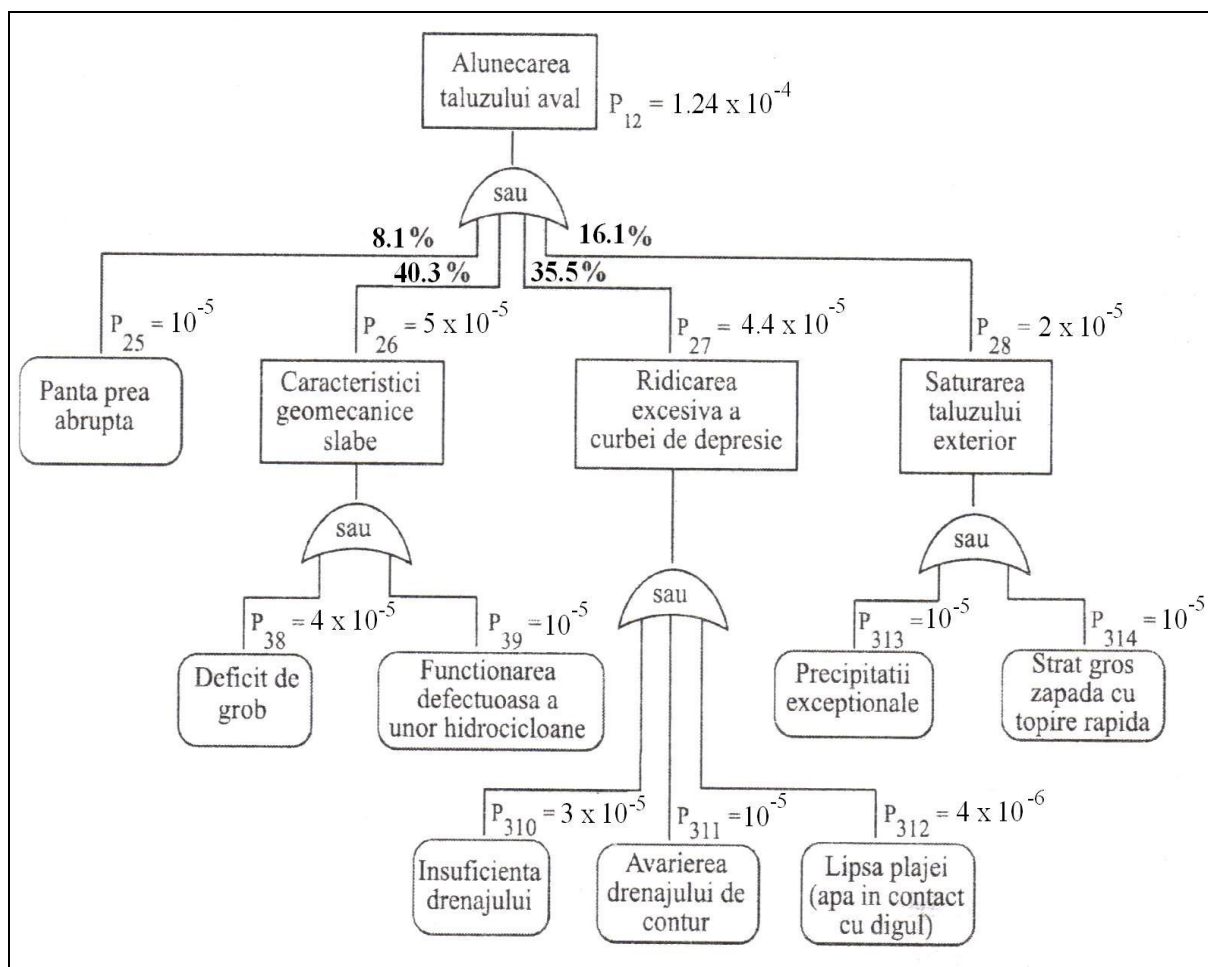 Alunecarea
taluzului aval
P12 = 1.24 x 10^-4
sau
8.1%
16.1%
40.3%
35.5%
P25 = 10^-5
P26 = 5 x 10^-5
P27 = 4.4 x 10^-5
P28 = 2 x 10^-5
Panta prea
abrupta
Caracteristici
geomecanice
slabe
Ridicarea
excesiva a
curbei de depresie
Saturarea
taluzului
exterior
sau
sau
sau
P38 = 4 x 10^-5
P39 = 10^-5
P313 = 10^-5
P314 = 10^-5
Deficit de
grob
Functionarea
defectuoasa a
unor hidrocicloane
Precipitatii
exceptionale
Strat gros
zapada cu
topire rapida
P310 = 3 x 10^-5
P311 = 10^-5
P312 = 4 x 10^-6
Insuficienta
drenajului
Avarierea
drenajului de
contur
Lipsa plajei
(apa in contact
cu digul)